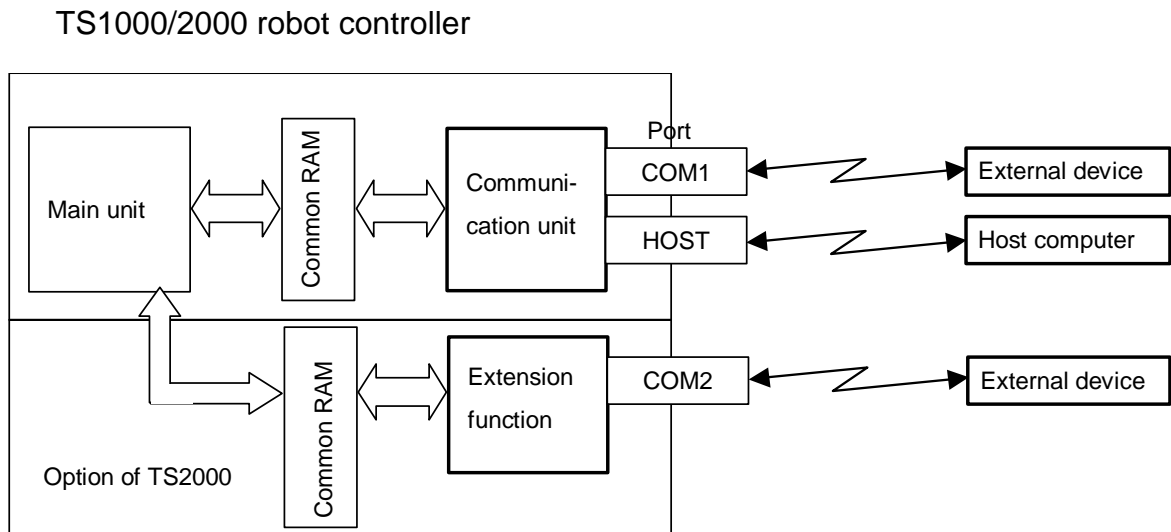 TS1000/2000 robot controller
Main unit
Common RAM
Communi-
cation unit
Port
COM1
HOST
External device
Host computer
Common RAM
Extension
function
COM2
External device
Option of TS2000